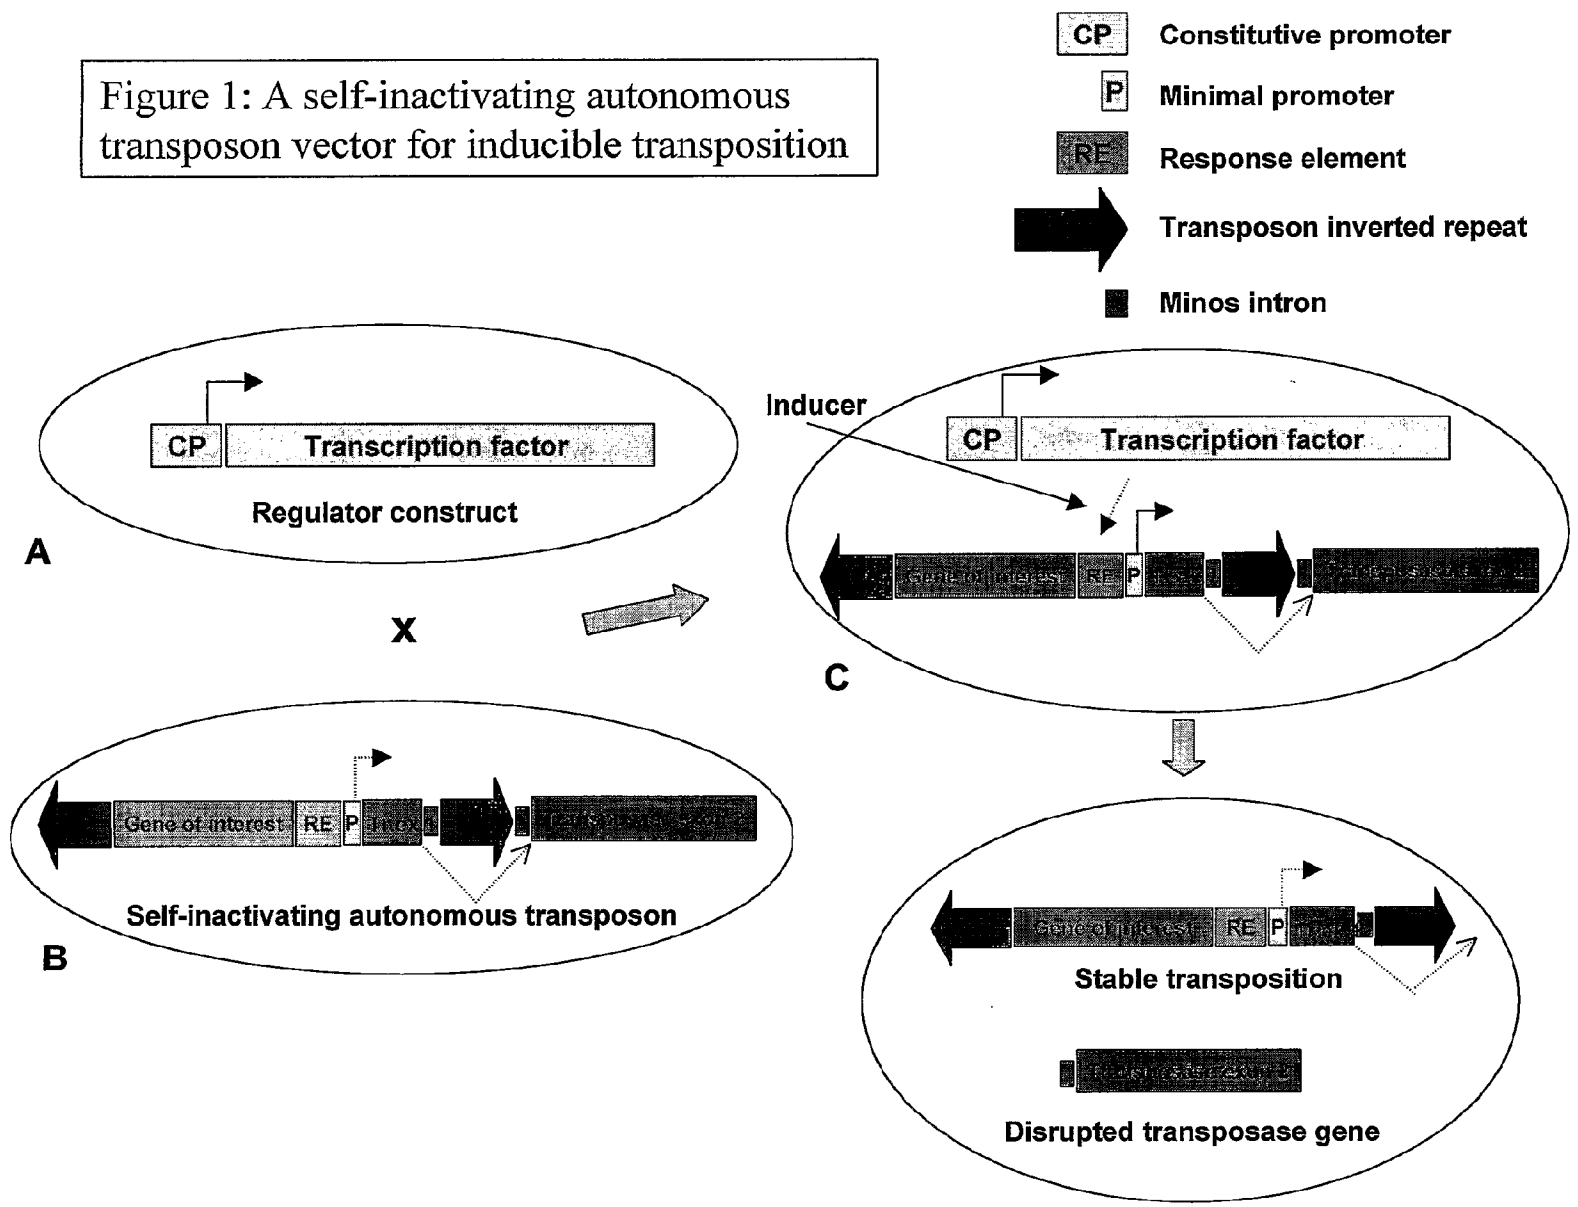 Figure 1: A self-inactivating autonomous
transposon vector for inducible transposition
CP Constitutive promoter
P Minimal promoter
RE Response element
Transposon inverted repeat
Minos intron
CP Transcription factor
Regulator construct
A
X
Gene of interest RE P
Self-inactivating autonomous transposon
B
Inducer
CP Transcription factor
Gene of interest RE P
C
Gene of interest RE P
Stable transposition
Disrupted transposase gene